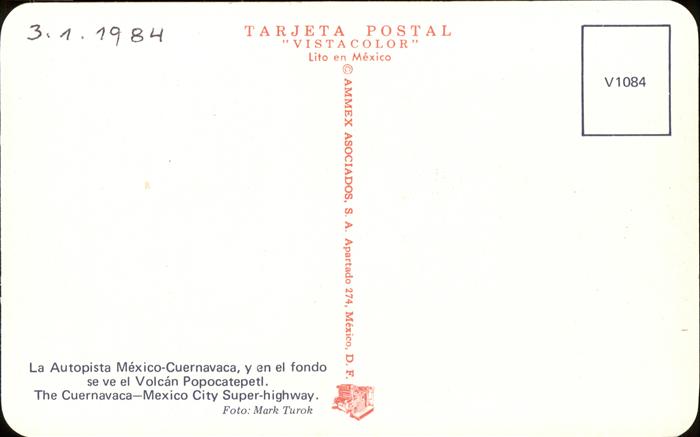 3.1.1984
TARJETA POSTAL
"VISTACOLOR"
Lito en México
© AMMEX ASOCIADOS, S. A. Apartado 274, México, D. F.
V1084
La Autopista México-Cuernavaca, y en el fondo
se ve el Volcán Popocatepetl.
The Cuernavaca—Mexico City Super-highway.
Foto: Mark Turok